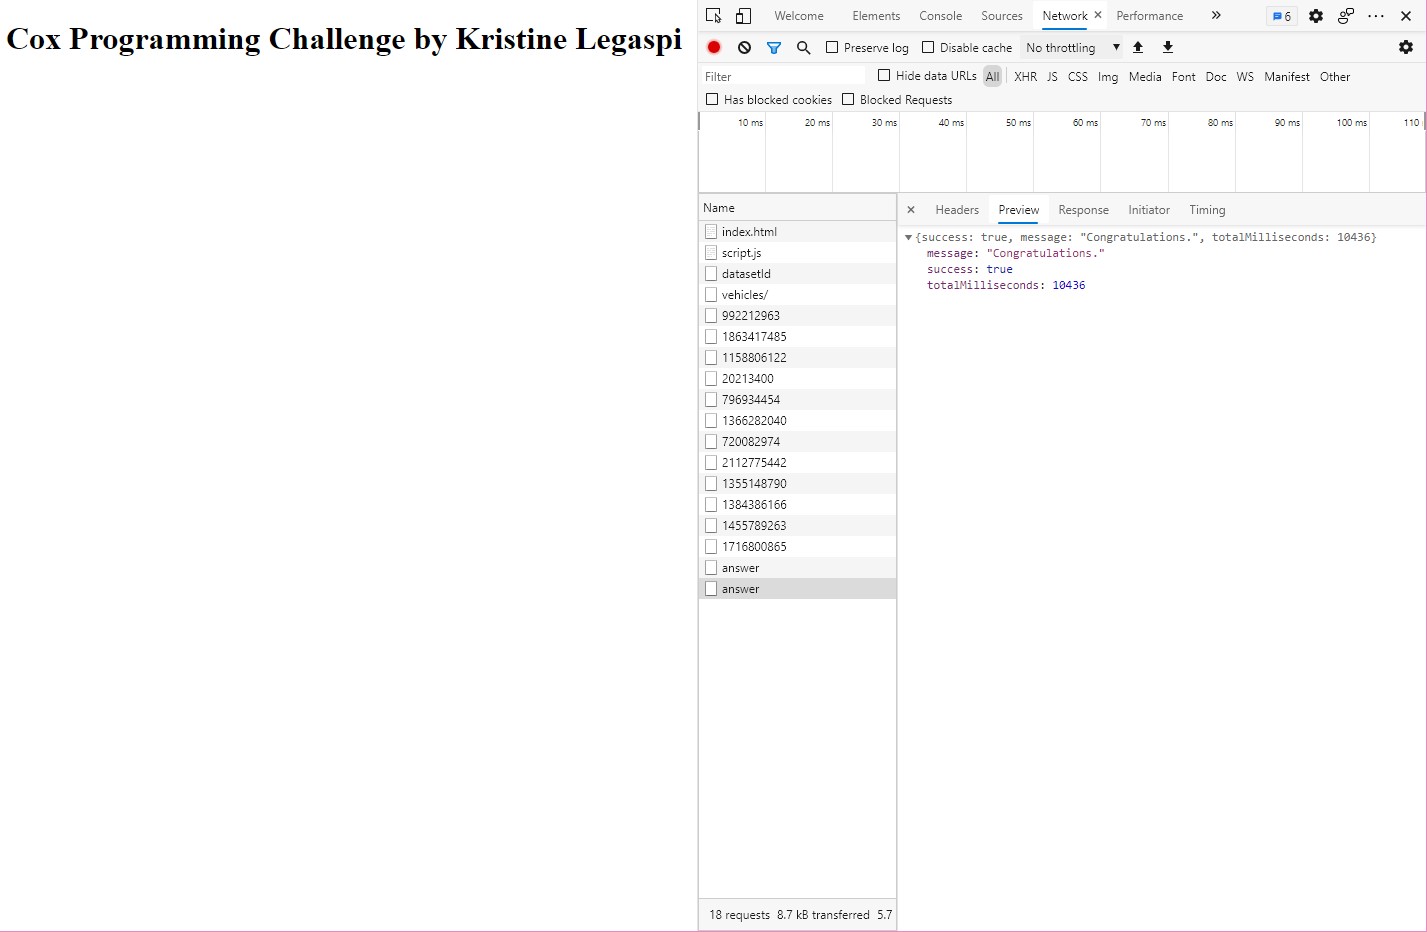 Cox Programming Challenge by Kristine Legaspi
Welcome Elements Console Sources Network × Performance » 6
Preserve log Disable cache No throttling
Filter Hide data URLs All XHR JS CSS Img Media Font Doc WS Manifest Other
Has blocked cookies Blocked Requests
10 ms 20 ms 30 ms 40 ms 50 ms 60 ms 70 ms 80 ms 90 ms 100 ms 110
Name
× Headers Preview Response Initiator Timing
index.html
script.js
datasetId
vehicles/
992212963
1863417485
1158806122
20213400
796934454
1366282040
720082974
2112775442
1355148790
1384386166
1455789263
1716800865
answer
answer
{success: true, message: "Congratulations.", totalMilliseconds: 10436}
message: "Congratulations."
success: true
totalMilliseconds: 10436
18 requests 8.7 kB transferred 5.7